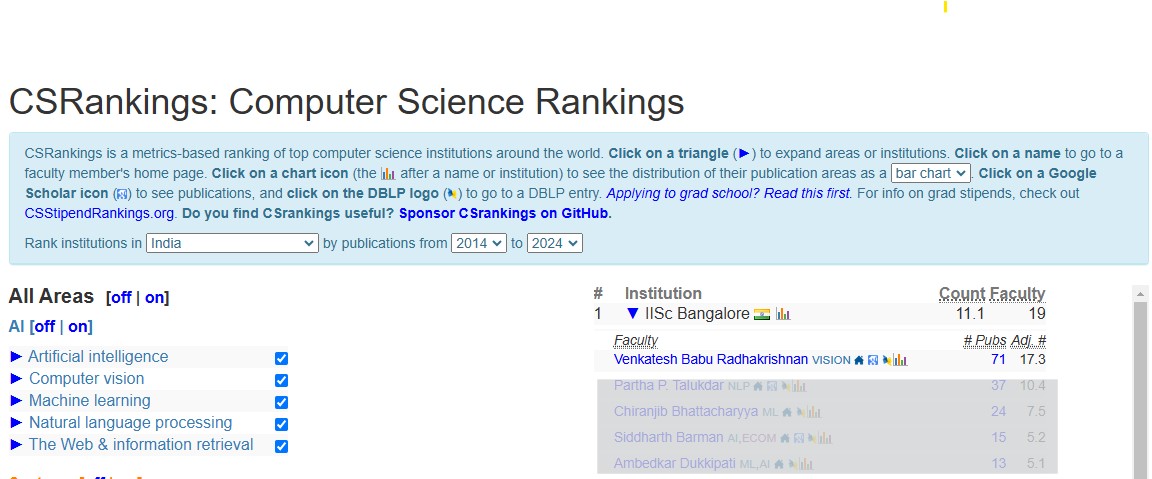 CSRankings: Computer Science Rankings
CSRankings is a metrics-based ranking of top computer science institutions around the world. Click on a triangle (►) to expand areas or institutions. Click on a name to go to a
faculty member's home page. Click on a chart icon (the after a name or institution) to see the distribution of their publication areas as a bar chart. Click on a Google
Scholar icon () to see publications, and click on the DBLP logo () to go to a DBLP entry. Applying to grad school? Read this first. For info on grad stipends, check out
CSStipendRankings.org. Do you find CSrankings useful? Sponsor CSrankings on GitHub.
Rank institutions in India by publications from 2014 to 2024
All Areas [off | on]
AI [off | on]
► Artificial intelligence
► Computer vision
► Machine learning
► Natural language processing
► The Web & information retrieval
# Institution Count Faculty
1 ▼ IISc Bangalore 11.1 19
Faculty # Pubs Adj. #
Venkatesh Babu Radhakrishnan VISION 71 17.3
Partha P. Talukdar NLP 37 10.4
Chiranjib Bhattacharyya ML 24 7.5
Siddharth Barman AI,ECOM 15 5.2
Ambedkar Dukkipati ML,AI 13 5.1